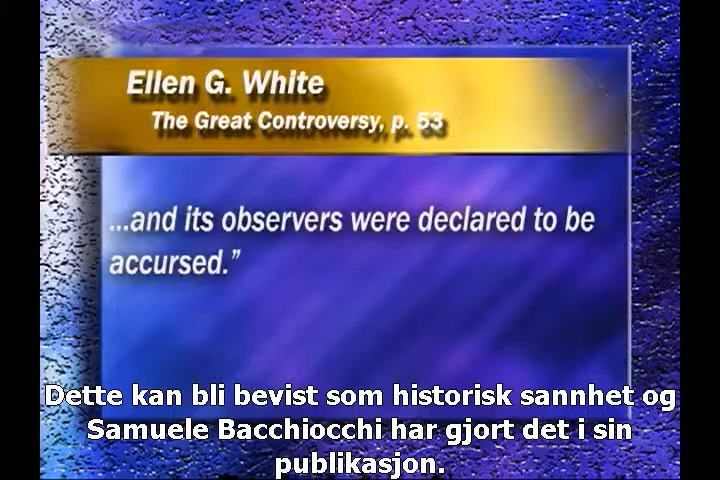 Ellen G. White
The Great Controversy, p. 53
...and its observers were declared to be
accursed.”
Dette kan bli bevist som historisk sannhet og
Samuele Bacchiocchi har gjort det i sin
publikasjon.